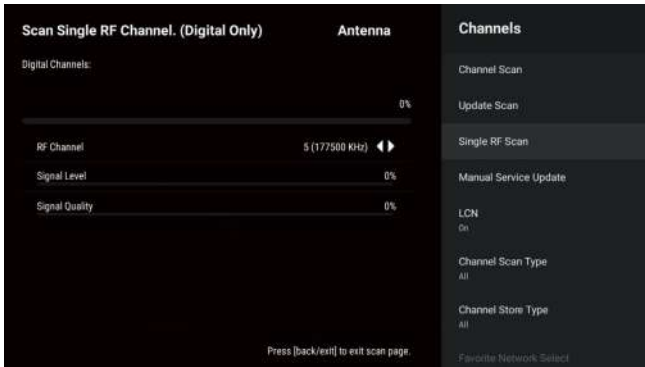 Scan Single RF Channel. (Digital Only) Antenna
Digital Channels:
0%
RF Channel 5 (177500 KHz)
Signal Level 0%
Signal Quality 0%
Press [back/exit] to exit scan page.
Channels
Channel Scan
Update Scan
Single RF Scan
Manual Service Update
LCN
On
Channel Scan Type
All
Channel Store Type
All
Favorite Network Select